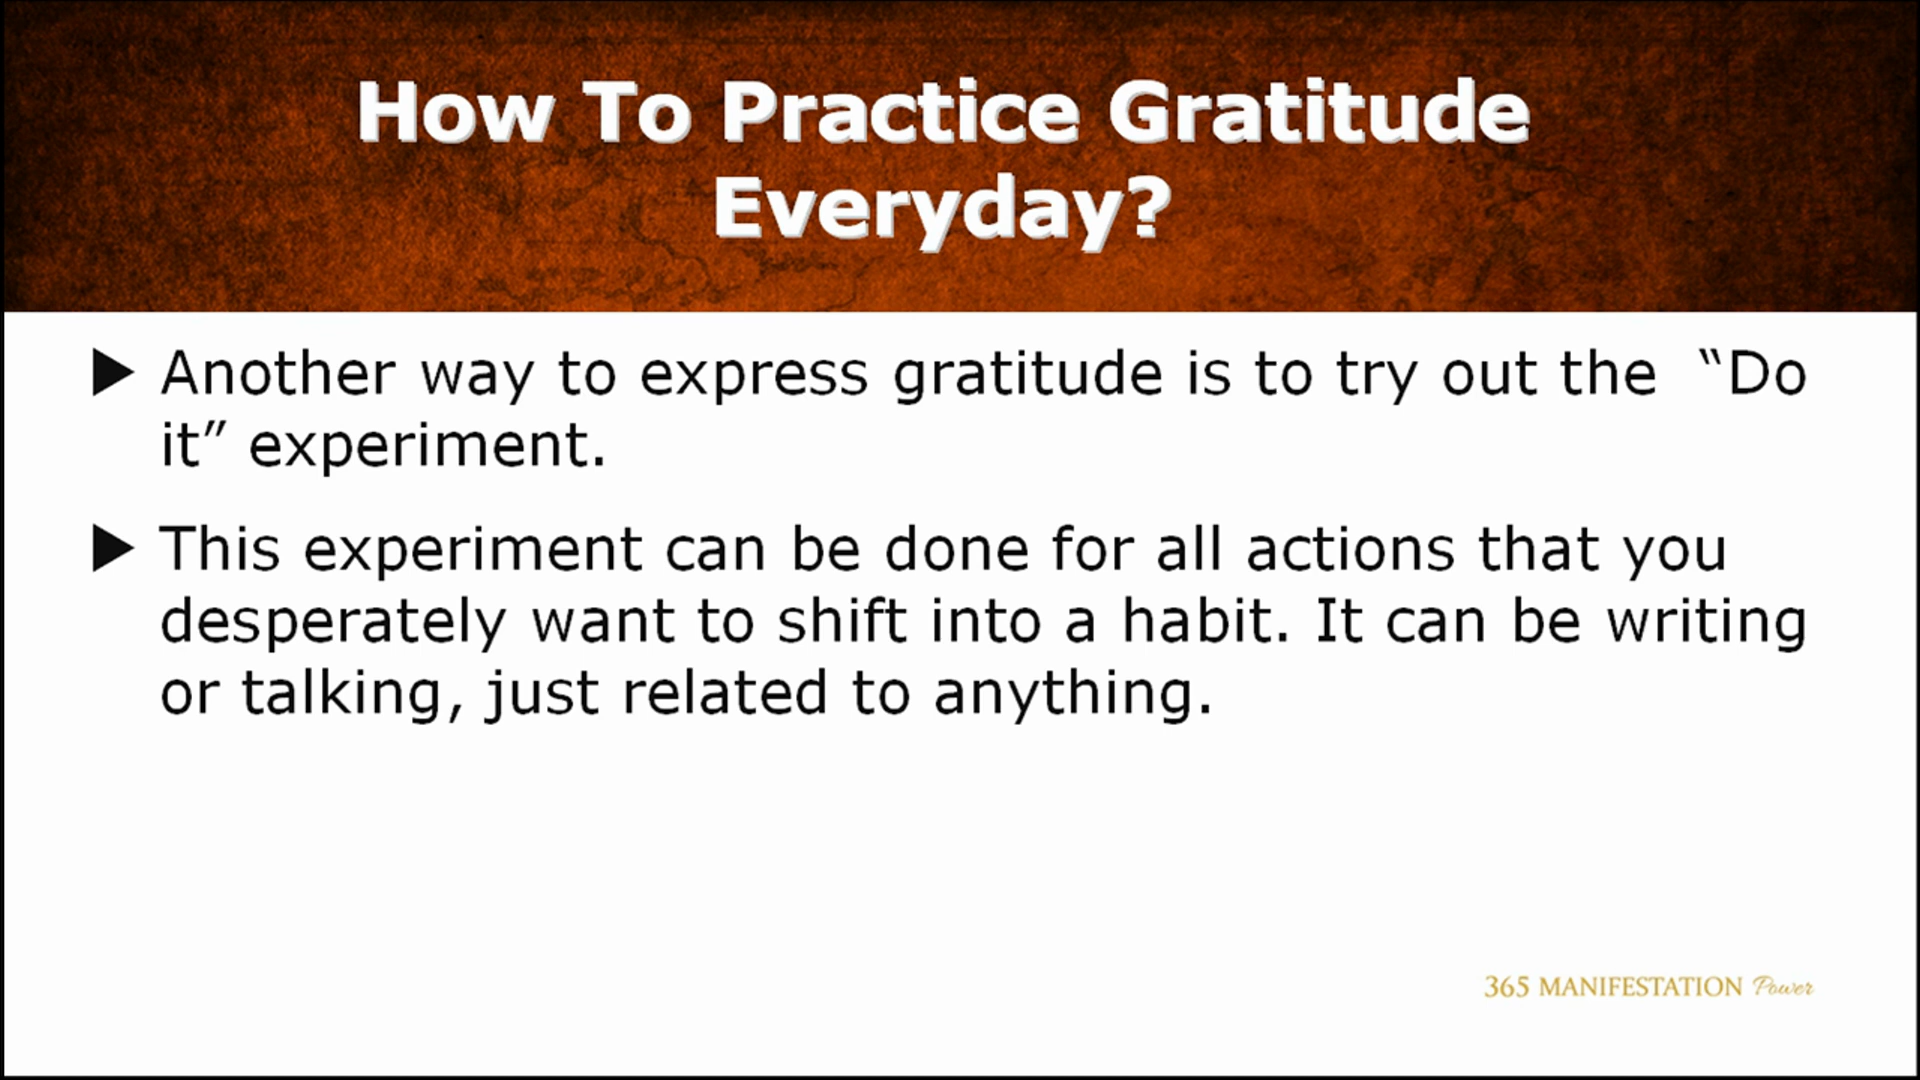 How To Practice Gratitude
Everyday?
Another way to express gratitude is to try out the “Do
it” experiment.
This experiment can be done for all actions that you
desperately want to shift into a habit. It can be writing
or talking, just related to anything.
365 MANIFESTATION Power